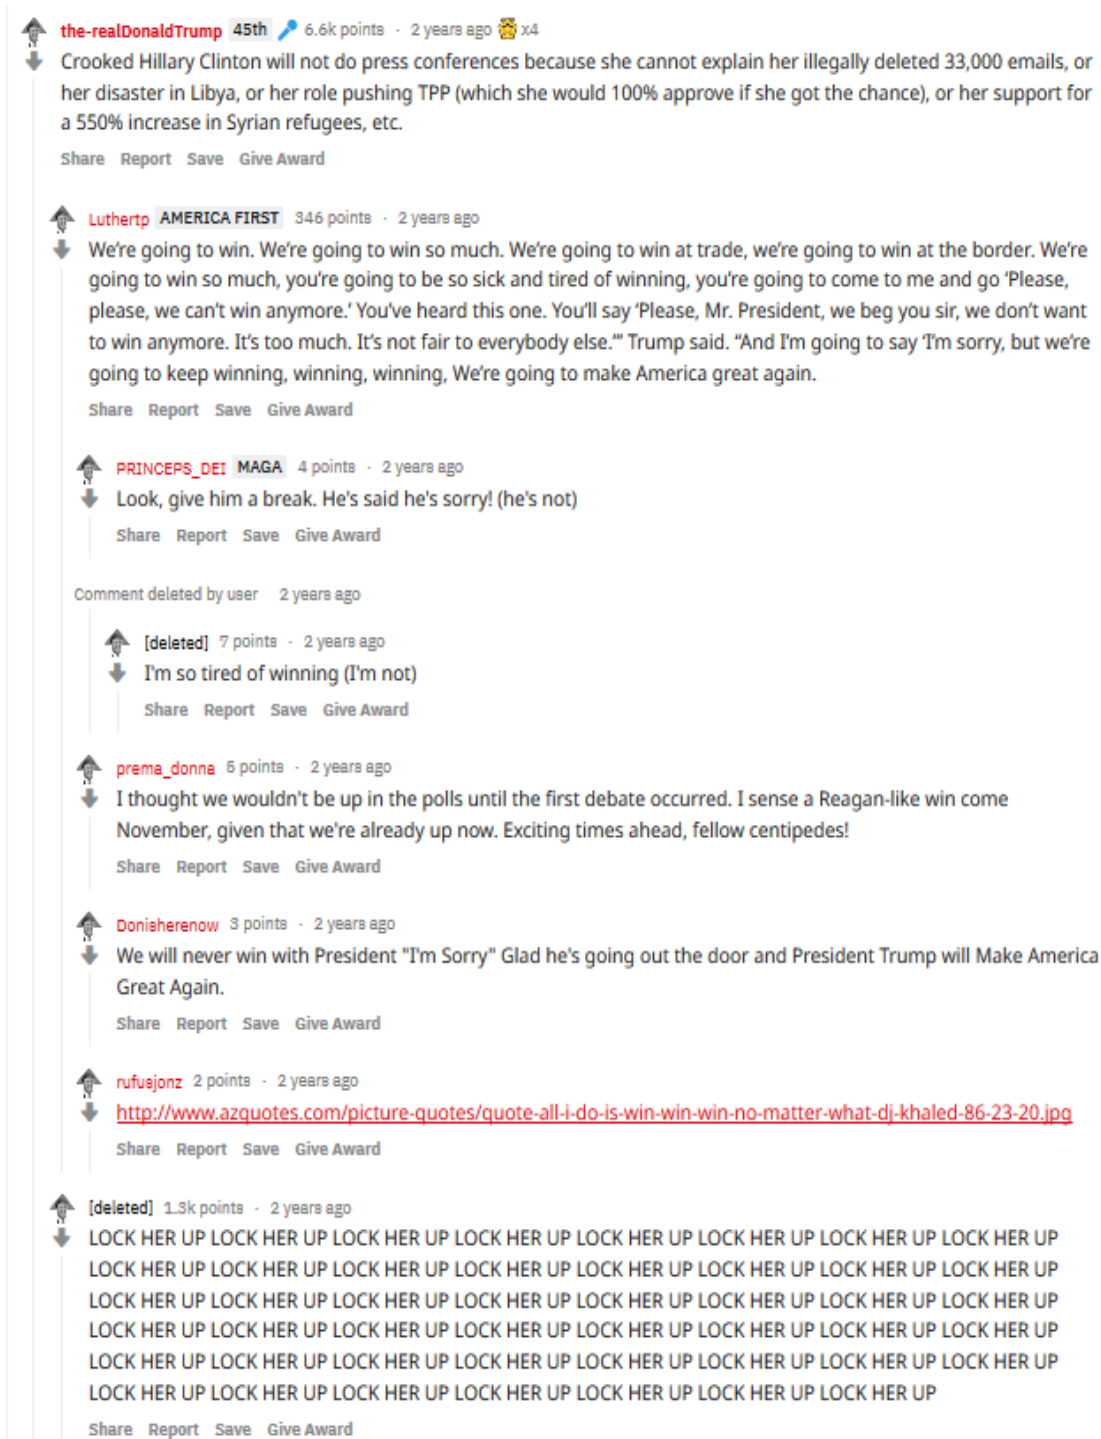 the-realDonaldTrump 45th 6.6k points · 2 years ago x4
Crooked Hillary Clinton will not do press conferences because she cannot explain her illegally deleted 33,000 emails, or
her disaster in Libya, or her role pushing TPP (which she would 100% approve if she got the chance), or her support for
a 550% increase in Syrian refugees, etc.
Share Report Save Give Award
Luthertp AMERICA FIRST 346 points · 2 years ago
We’re going to win. We’re going to win so much. We’re going to win at trade, we’re going to win at the border. We’re
going to win so much, you’re going to be so sick and tired of winning, you’re going to come to me and go ‘Please,
please, we can’t win anymore.’ You’ve heard this one. You’ll say ‘Please, Mr. President, we beg you sir, we don’t want
to win anymore. It’s too much. It’s not fair to everybody else.’” Trump said. “And I’m going to say ‘I’m sorry, but we’re
going to keep winning, winning, winning, We’re going to make America great again.
Share Report Save Give Award
PRINCEPS_DEI MAGA 4 points · 2 years ago
Look, give him a break. He's said he's sorry! (he's not)
Share Report Save Give Award
Comment deleted by user 2 years ago
[deleted] 7 points · 2 years ago
I'm so tired of winning (I'm not)
Share Report Save Give Award
prema_donna 5 points · 2 years ago
I thought we wouldn't be up in the polls until the first debate occurred. I sense a Reagan-like win come
November, given that we're already up now. Exciting times ahead, fellow centipedes!
Share Report Save Give Award
Donisherenow 3 points · 2 years ago
We will never win with President "I'm Sorry" Glad he's going out the door and President Trump will Make America
Great Again.
Share Report Save Give Award
rufusjonz 2 points · 2 years ago
http://www.azquotes.com/picture-quotes/quote-all-i-do-is-win-win-win-no-matter-what-dj-khaled-86-23-20.jpg
Share Report Save Give Award
[deleted] 1.3k points · 2 years ago
LOCK HER UP LOCK HER UP LOCK HER UP LOCK HER UP LOCK HER UP LOCK HER UP LOCK HER UP LOCK HER UP
LOCK HER UP LOCK HER UP LOCK HER UP LOCK HER UP LOCK HER UP LOCK HER UP LOCK HER UP LOCK HER UP
LOCK HER UP LOCK HER UP LOCK HER UP LOCK HER UP LOCK HER UP LOCK HER UP LOCK HER UP LOCK HER UP
LOCK HER UP LOCK HER UP LOCK HER UP LOCK HER UP LOCK HER UP LOCK HER UP LOCK HER UP LOCK HER UP
LOCK HER UP LOCK HER UP LOCK HER UP LOCK HER UP LOCK HER UP LOCK HER UP LOCK HER UP LOCK HER UP
LOCK HER UP LOCK HER UP LOCK HER UP LOCK HER UP LOCK HER UP LOCK HER UP LOCK HER UP
Share Report Save Give Award